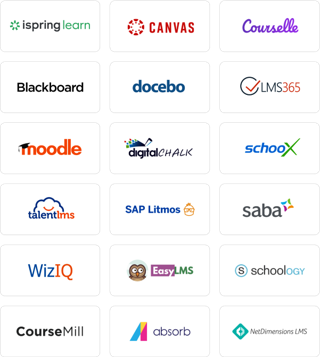 ispring learn
CANVAS
Courselle
Blackboard
docebo
LMS365
moodle
digitalCHALK
schooX
talentlms
SAP Litmos
saba
WizIQ
EasyLMS
S schoology
CourseMill
absorb
NetDimensions LMS